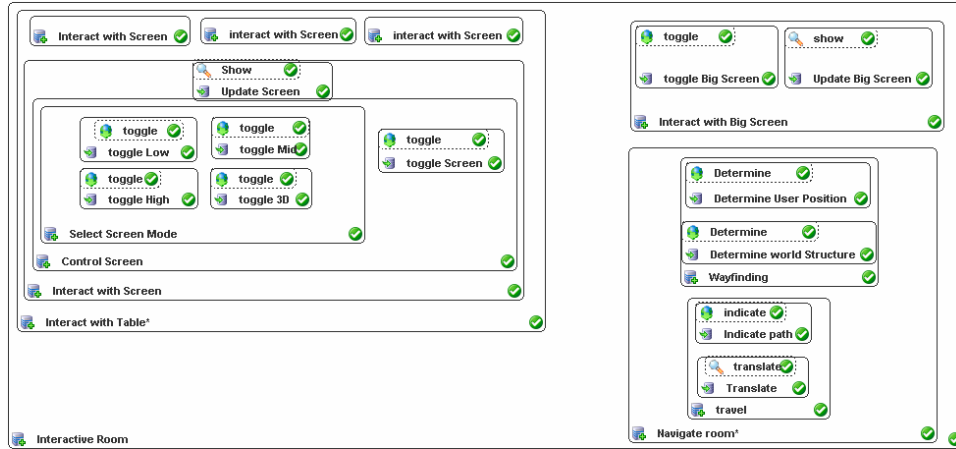 Interact with Screen
interact with Screen
interact with Screen
Show
Update Screen
toggle
toggle Low
toggle
toggle Mid
toggle
toggle High
toggle
toggle 3D
toggle
toggle Screen
Select Screen Mode
Control Screen
Interact with Screen
Interact with Table*
toggle
toggle Big Screen
show
Update Big Screen
Interact with Big Screen
Determine
Determine User Position
Determine
Determine world Structure
Wayfinding
indicate
Indicate path
translate
Translate
travel
Navigate room*
Interactive Room